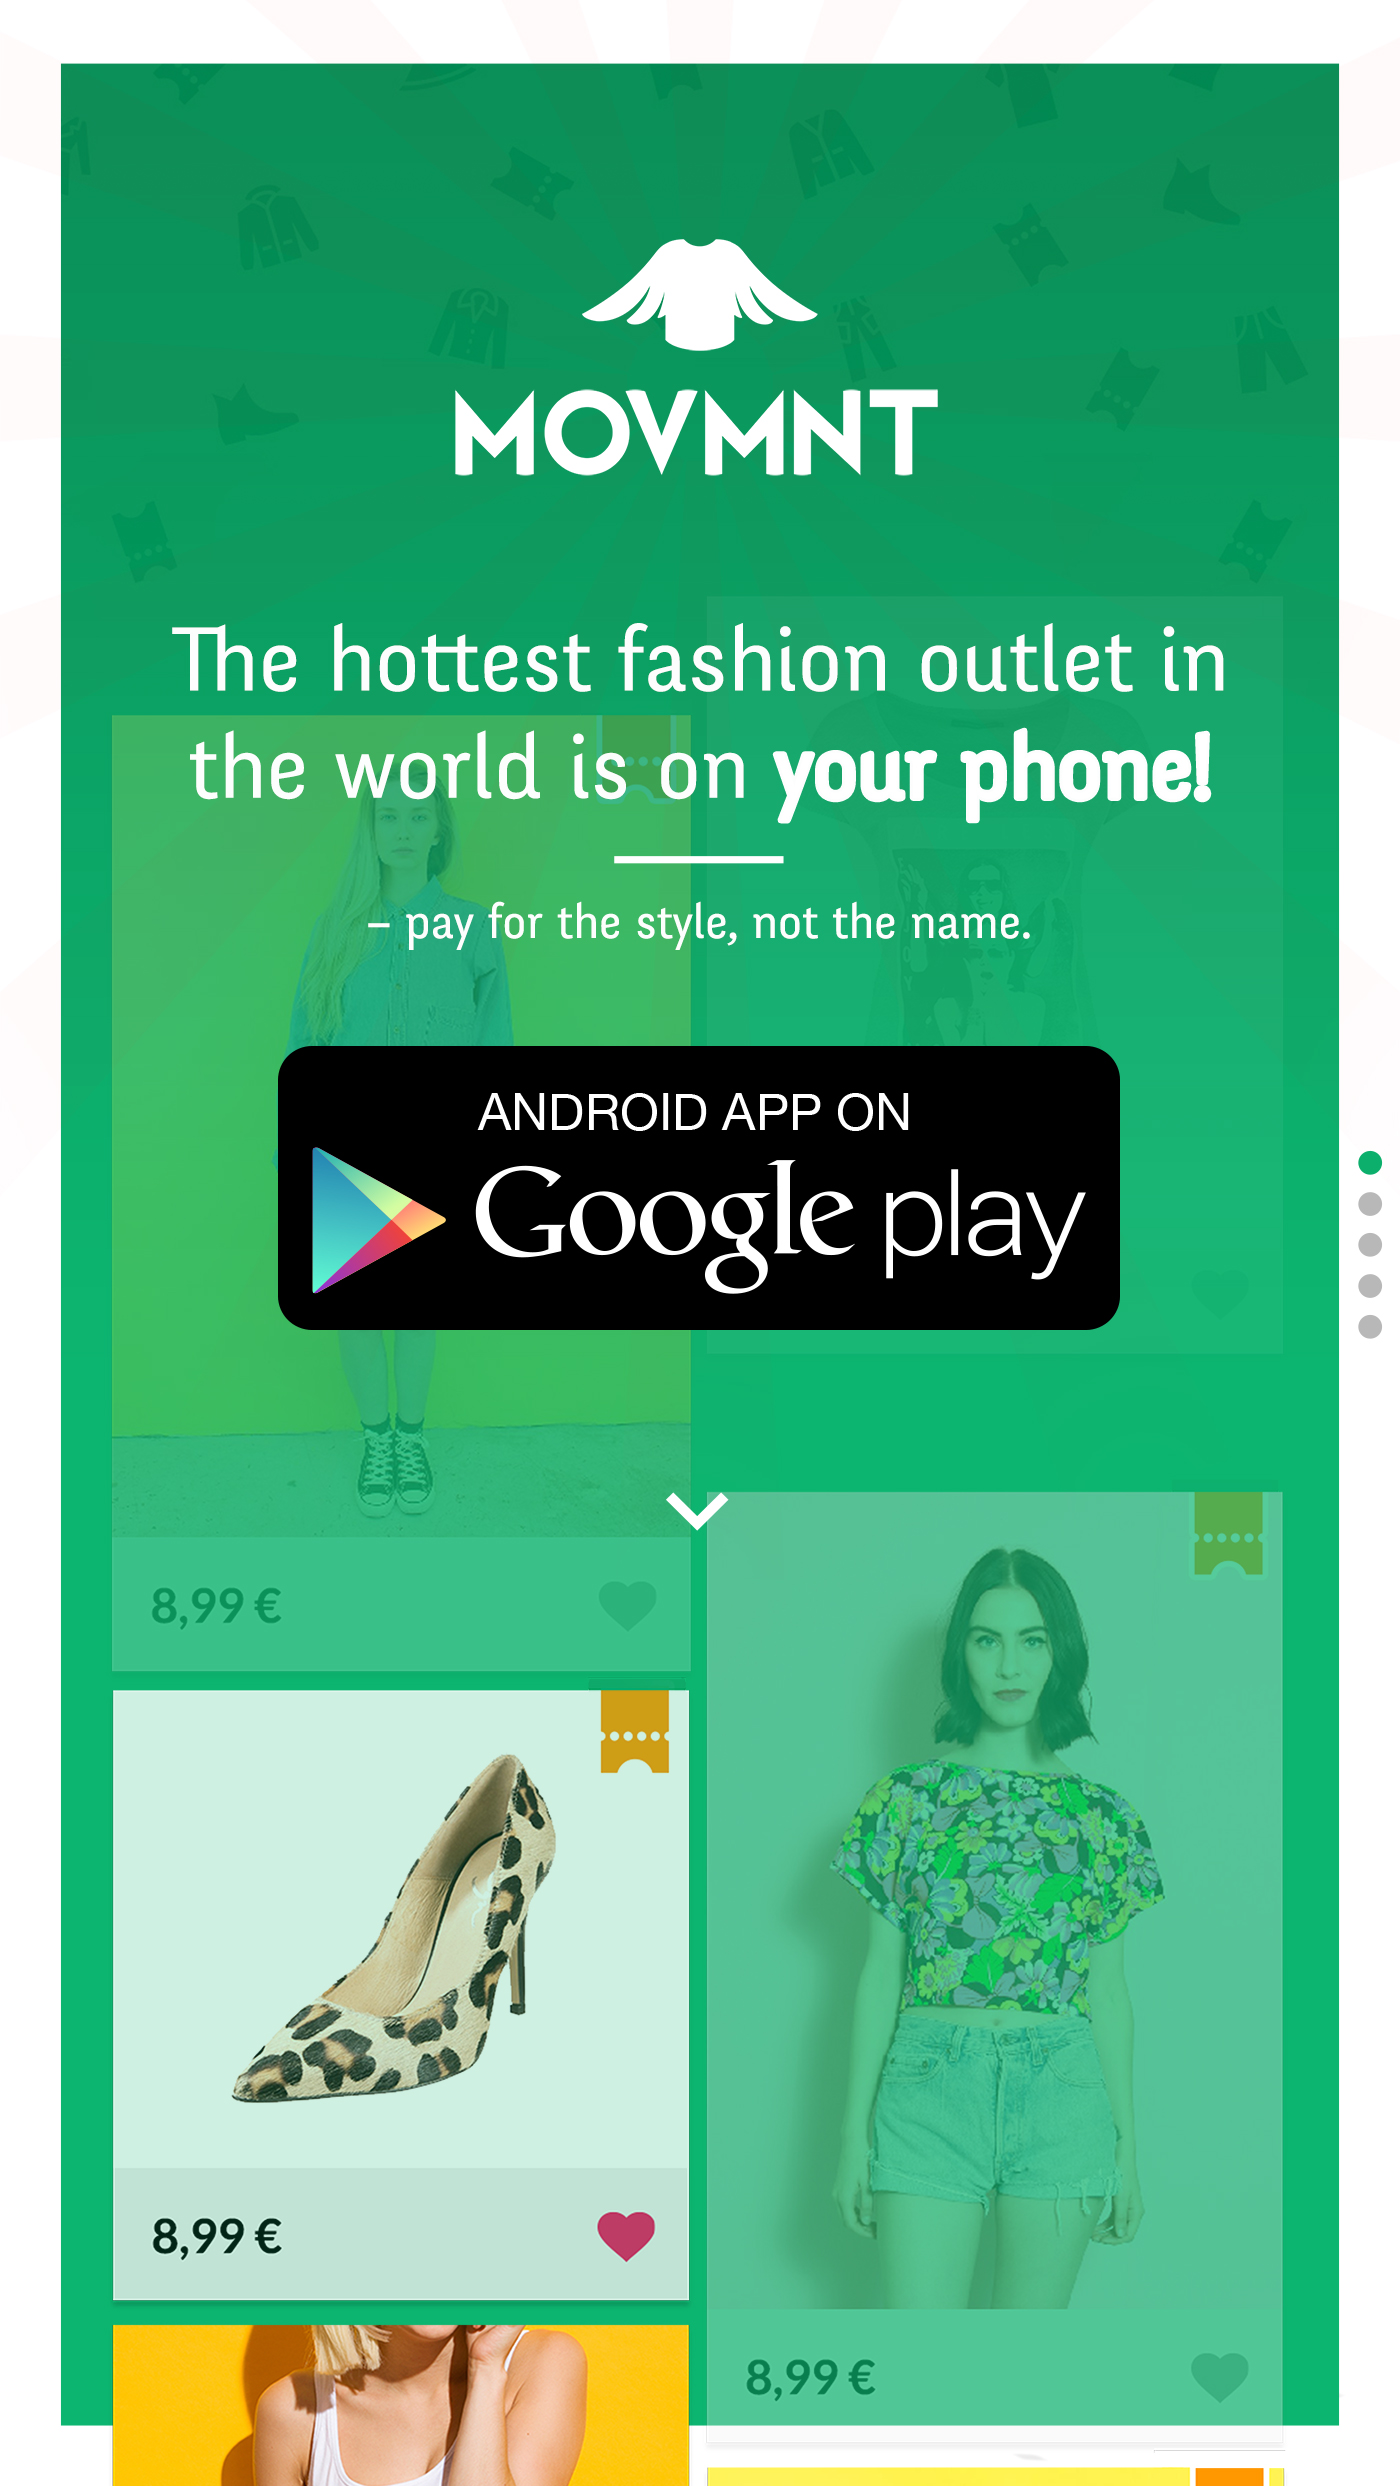 MOVMNT
The hottest fashion outlet in
the world is on your phone!
– pay for the style, not the name.
ANDROID APP ON
Google play
8,99 €
8,99 €
8,99 €